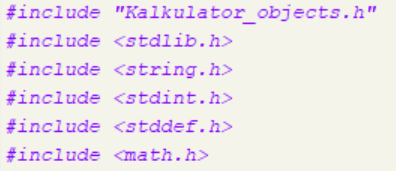 #include "Kalkulator_objects.h"
#include <stdlib.h>
#include <string.h>
#include <stdint.h>
#include <stddef.h>
#include <math.h>